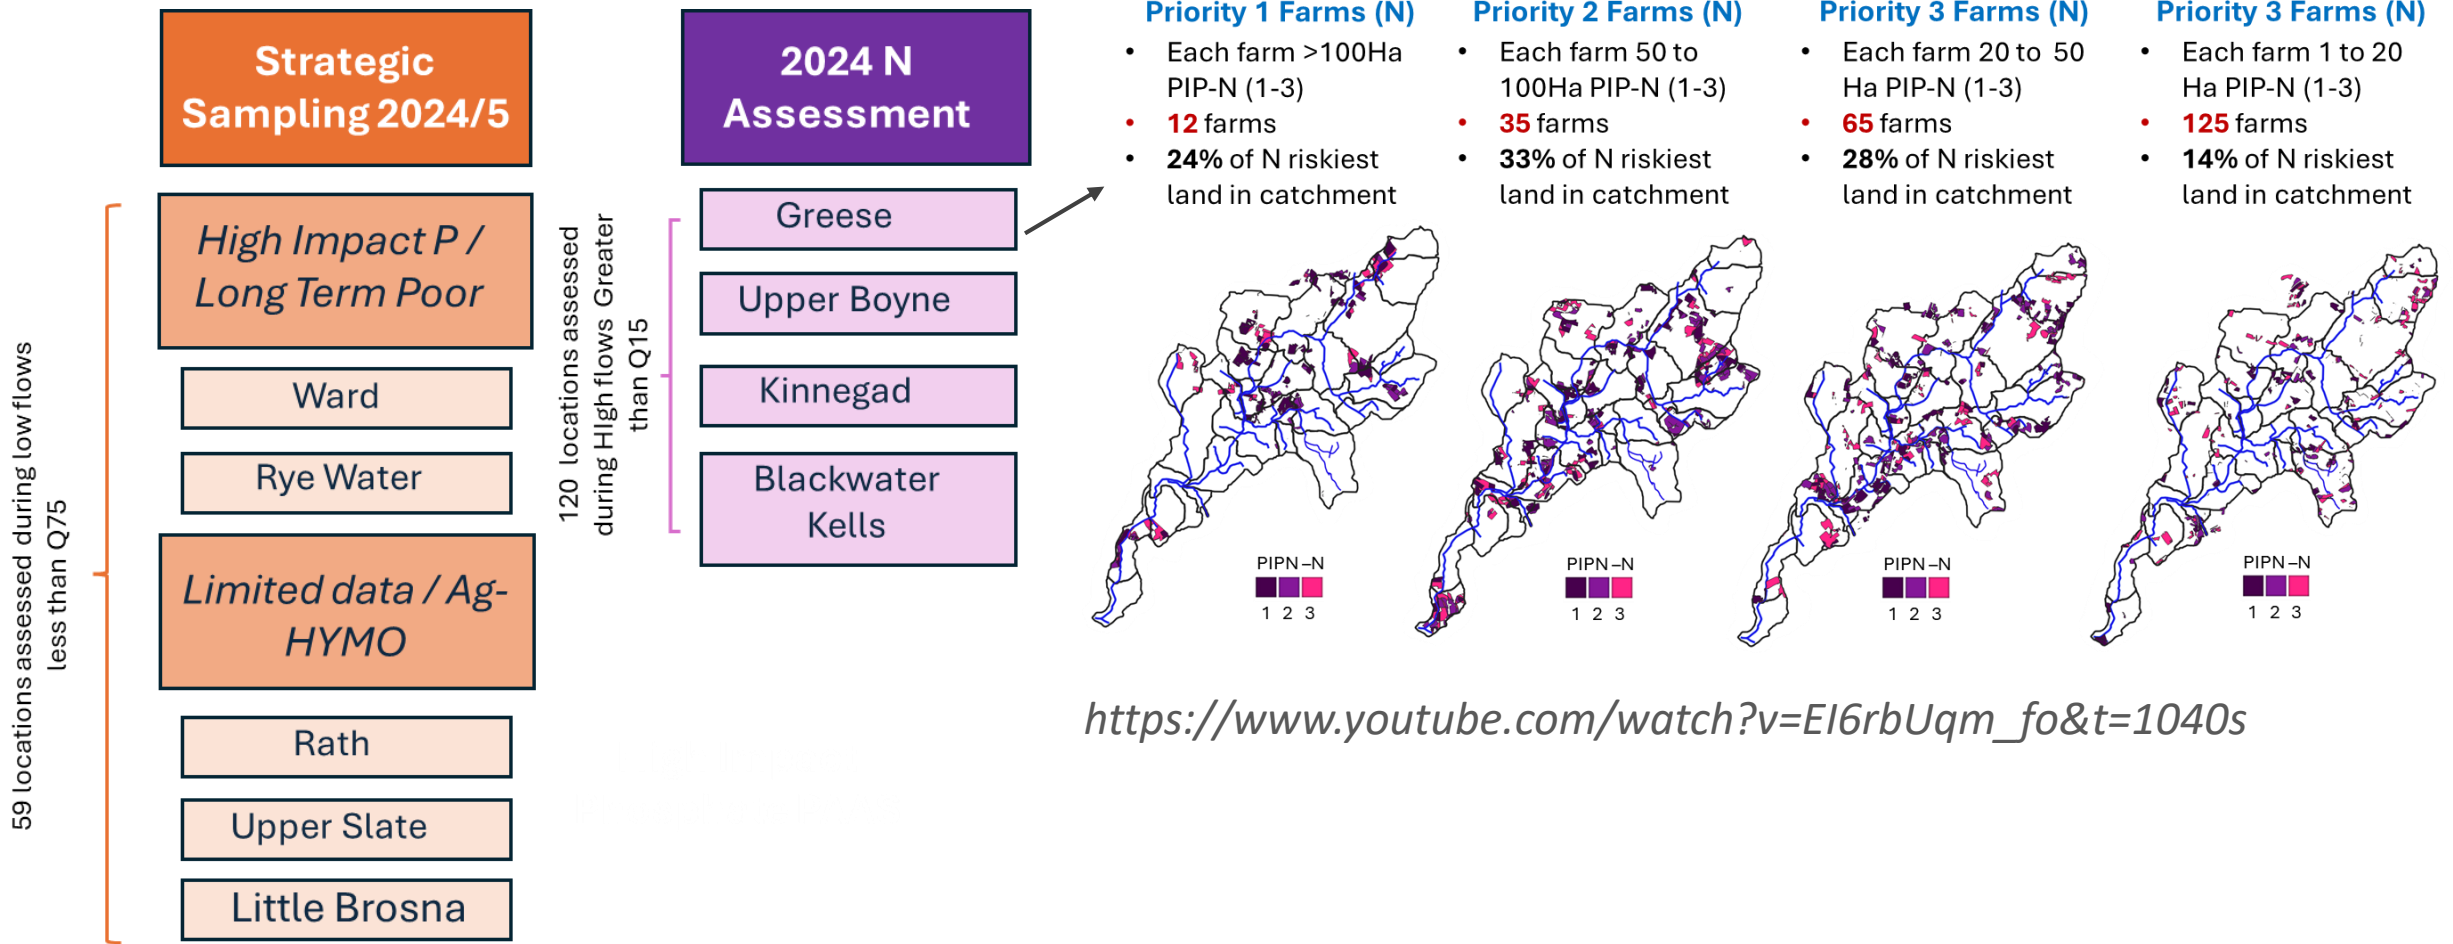 Strategic
Sampling 2024/5
59 locations assessed during low flows
less than Q75
High Impact P /
Long Term Poor
Ward
Rye Water
Limited data / Ag-
HYMO
Rath
Upper Slate
Little Brosna
2024 N
Assessment
120 locations assessed
during HIgh flows Greater
than Q15
Greese
Upper Boyne
Kinnegad
Blackwater
Kells
Priority 1 Farms (N)
• Each farm >100Ha
PIP-N (1-3)
• 12 farms
• 24% of N riskiest
land in catchment
PIPN –N
1 2 3
Priority 2 Farms (N)
• Each farm 50 to
100Ha PIP-N (1-3)
• 35 farms
• 33% of N riskiest
land in catchment
PIPN –N
1 2 3
Priority 3 Farms (N)
• Each farm 20 to 50
Ha PIP-N (1-3)
• 65 farms
• 28% of N riskiest
land in catchment
PIPN –N
1 2 3
Priority 3 Farms (N)
• Each farm 1 to 20
Ha PIP-N (1-3)
• 125 farms
• 14% of N riskiest
land in catchment
PIPN –N
1 2 3
https://www.youtube.com/watch?v=EI6rbUqm_fo&t=1040s